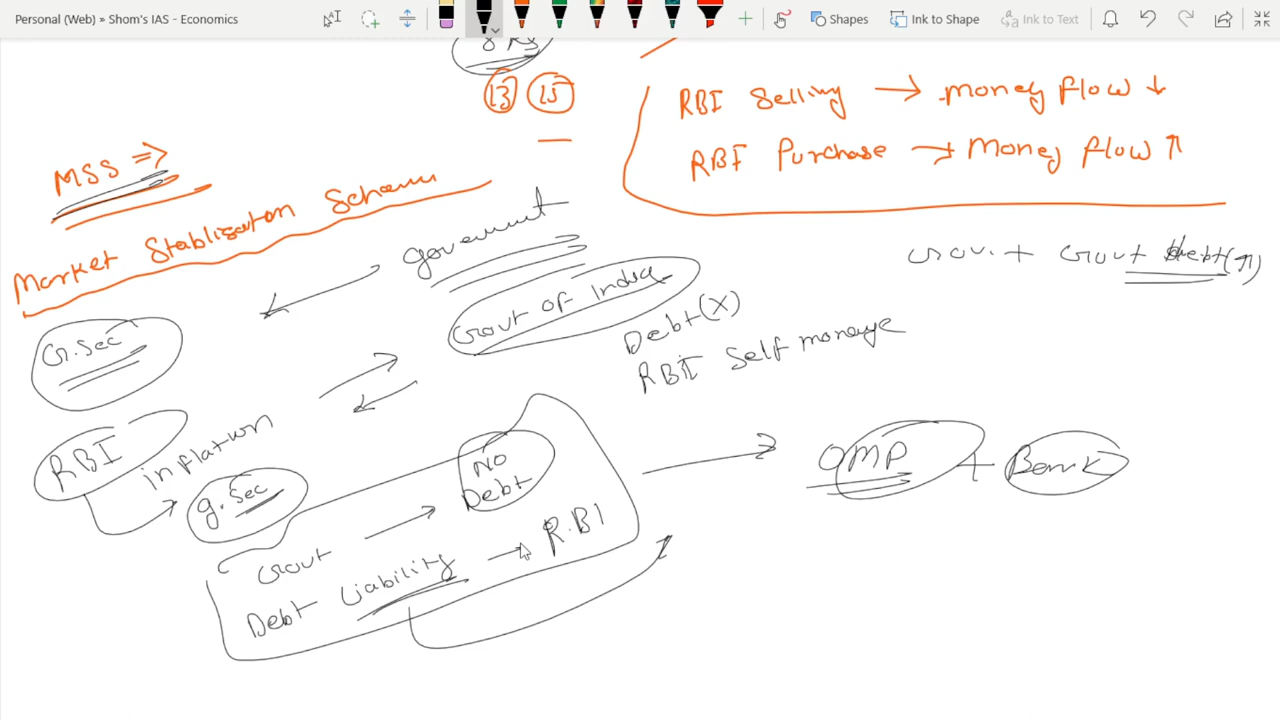 Personal (Web) » Shom's IAS - Economics
Shapes
Ink to Shape
Ink to Text
13 15
RBI Selling → money flow ↓
RBI Purchase → Money flow ↑
MSS ⇒
Market Stablisation Scheme
government
Govt of India
Govt debt (↑)
G.Sec
Debt (X)
RBI Self manage
RBI
inflation
g.Sec
No Debt
OMP + Bank
Govt
Debt Liability → R.BI